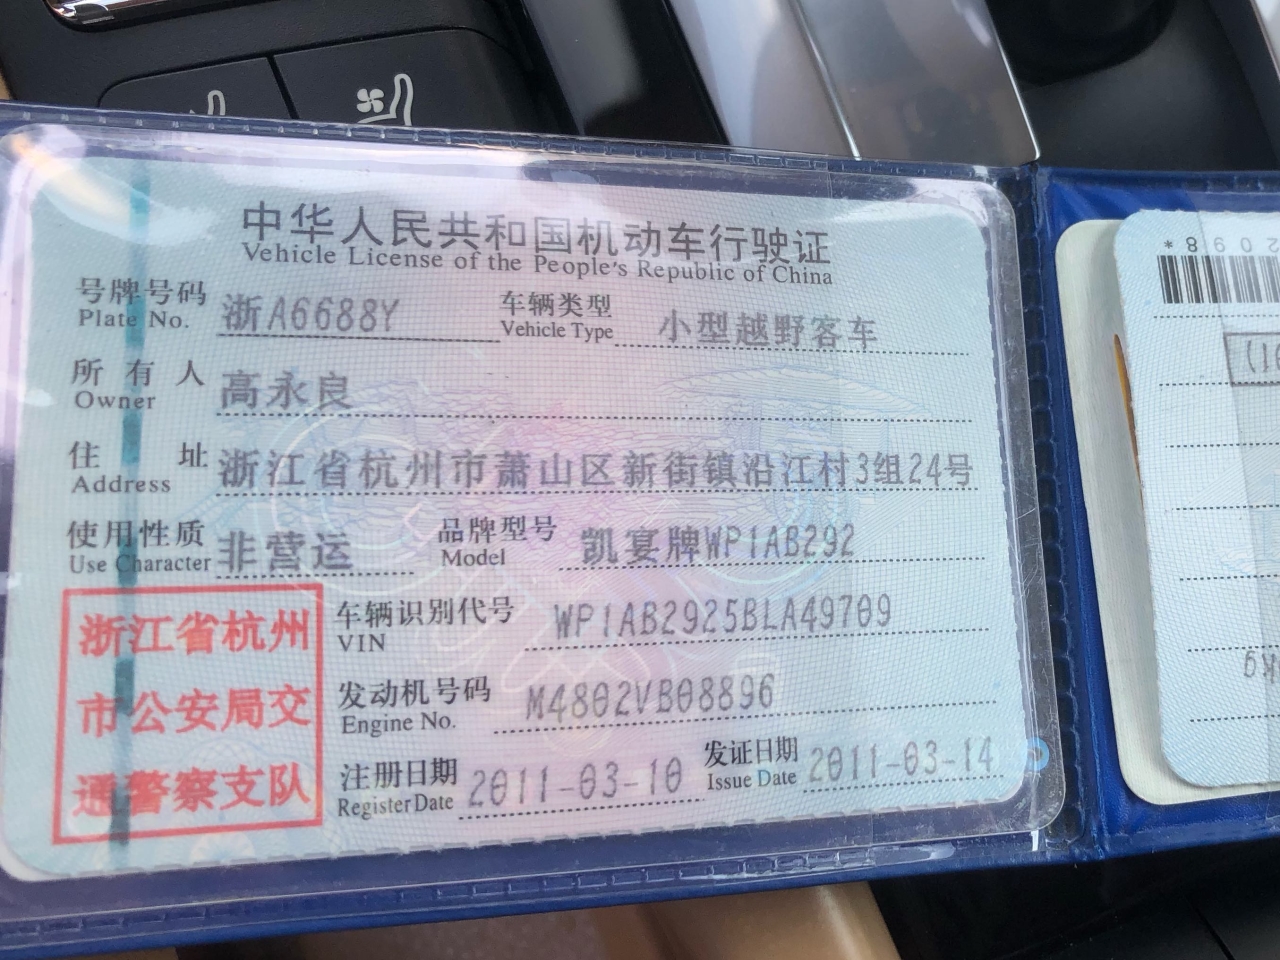 中华人民共和国机动车行驶证
Vehicle License of the People's Republic of China
号牌号码 浙A6688Y 车辆类型 小型越野客车
Plate No. Vehicle Type
所有人 高永良
Owner
住址 浙江省杭州市萧山区新街镇沿江村3组24号
Address
使用性质 非营运 品牌型号 凯宴牌WP1AB292
Use Character Model
浙江省杭州
市公安局交
通警察支队
车辆识别代号 WP1AB2925BLA49709
VIN
发动机号码 M4802VB08896
Engine No.
注册日期 2011-03-10 发证日期 2011-03-14
Register Date Issue Date